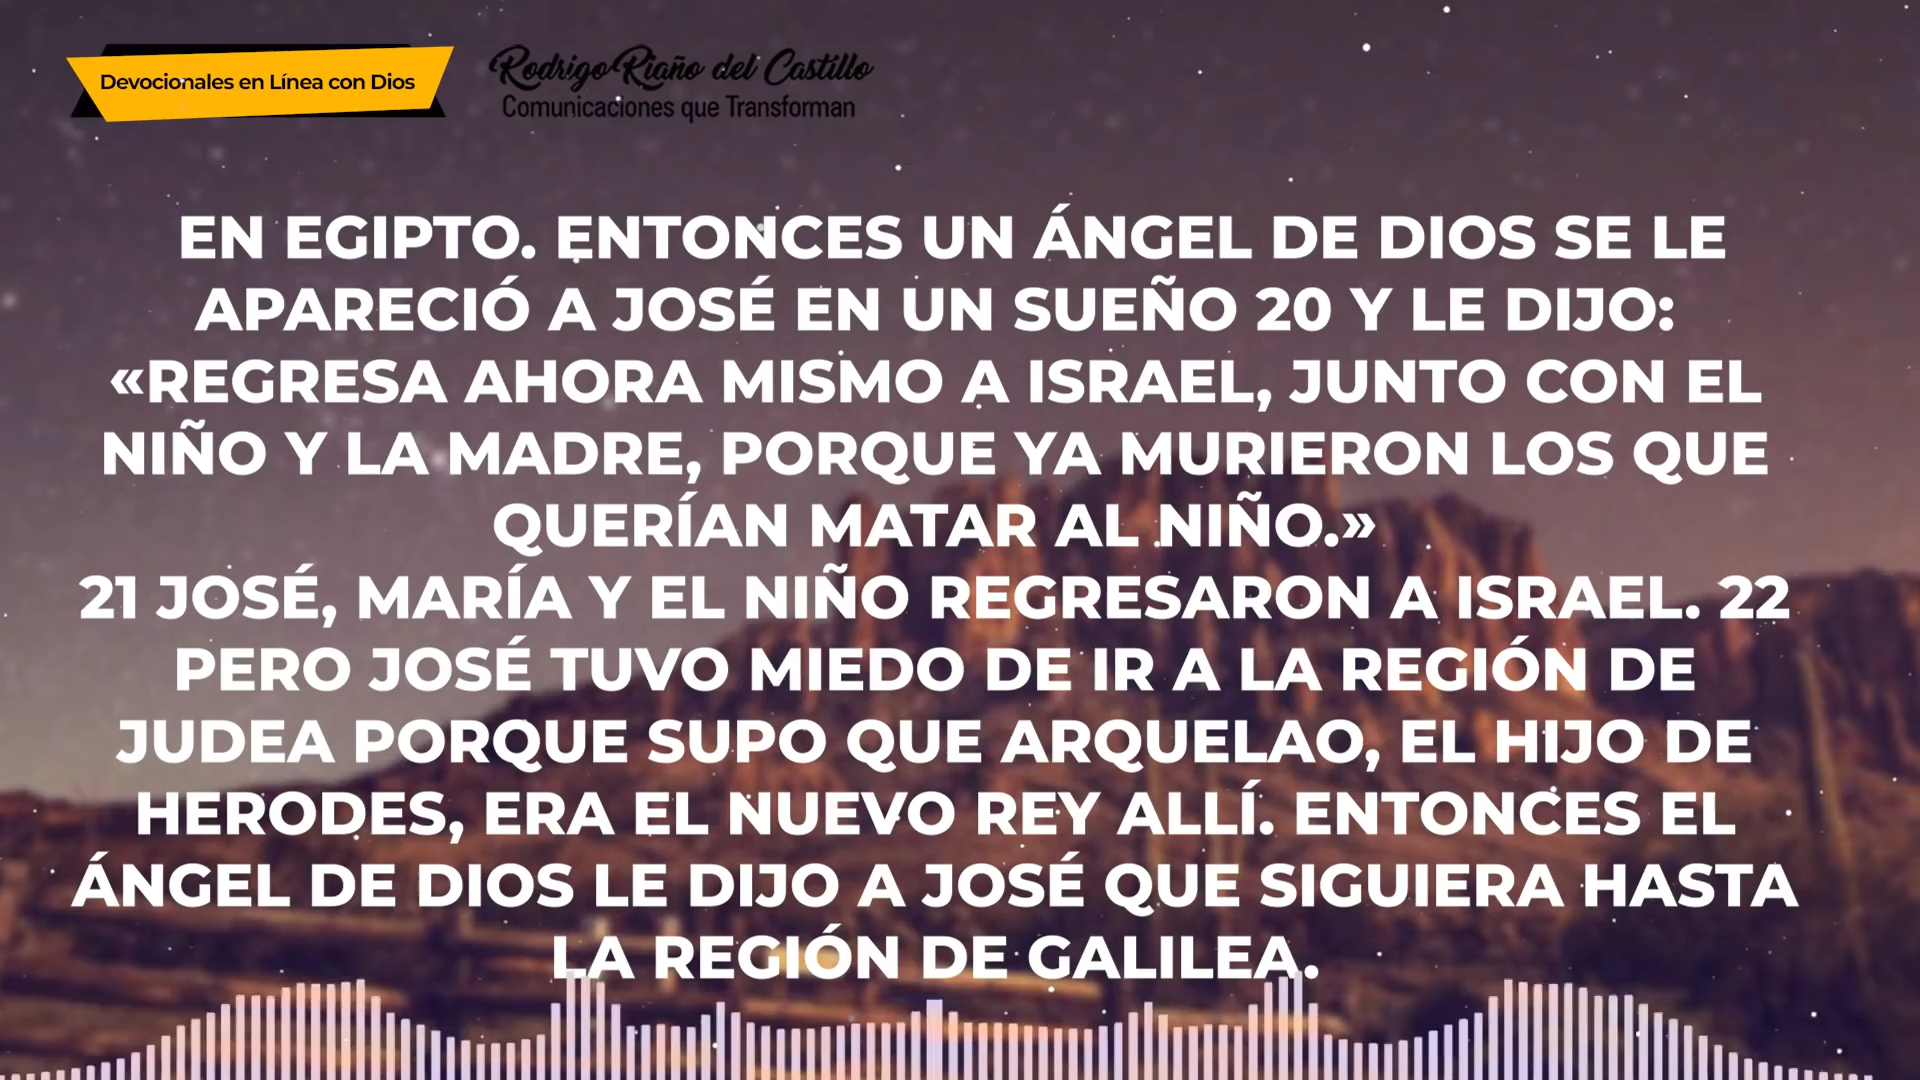 Devocionales en Línea con Dios
Rodrigo Riaño del Castillo
Comunicaciones que Transforman
EN EGIPTO. ENTONCES UN ÁNGEL DE DIOS SE LE
APARECIÓ A JOSÉ EN UN SUEÑO 20 Y LE DIJO:
«REGRESA AHORA MISMO A ISRAEL, JUNTO CON EL
NIÑO Y LA MADRE, PORQUE YA MURIERON LOS QUE
QUERÍAN MATAR AL NIÑO.»
21 JOSÉ, MARÍA Y EL NIÑO REGRESARON A ISRAEL. 22
PERO JOSÉ TUVO MIEDO DE IR A LA REGIÓN DE
JUDEA PORQUE SUPO QUE ARQUELAO, EL HIJO DE
HERODES, ERA EL NUEVO REY ALLÍ. ENTONCES EL
ÁNGEL DE DIOS LE DIJO A JOSÉ QUE SIGUIERA HASTA
LA REGIÓN DE GALILEA.